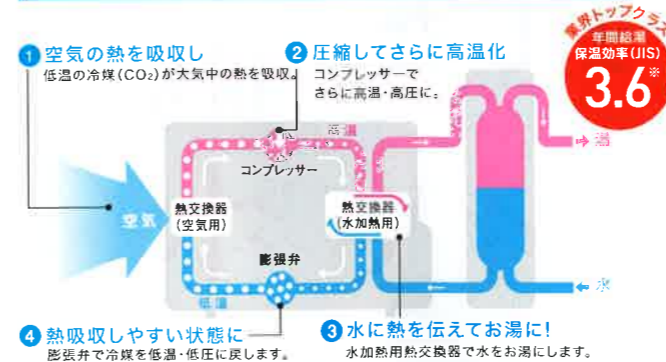 業界トップクラス
年間給湯
保温効率(JIS)
3.6※
1 空気の熱を吸収し
低温の冷媒(CO₂)が大気中の熱を吸収。
2 圧縮してさらに高温化
コンプレッサーで
さらに高温・高圧に。
高温
コンプレッサー
湯
空気
熱交換器
(空気用)
熱交換器
(水加熱用)
膨張弁
低温
水
4 熱吸収しやすい状態に
膨張弁で冷媒を低温・低圧に戻します。
3 水に熱を伝えてお湯に!
水加熱用熱交換器で水をお湯にします。